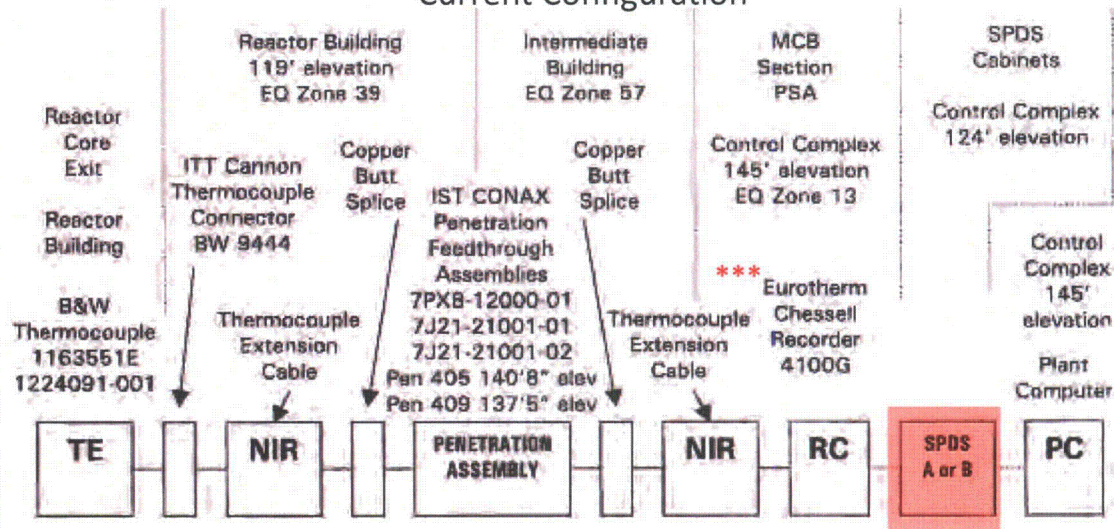 Current Configuration
Reactor Building
119' elevation
EQ Zone 39
Intermediate
Building
EQ Zone 57
MCB
Section
PSA
SPDS
Cabinets
Reactor
Core
Exit
Reactor
Building
B&W
Thermocouple
1163551E
1224091-001
ITT Cannon
Thermocouple
Connector
BW 9444
Thermocouple
Extension
Cable
Copper
Butt
Splice
IST CONAX
Penetration
Feedthrough
Assemblies
7PXB-12000-01
7J21-21001-01
7J21-21001-02
Pen 405 140'8" elev
Pen 409 137'5" elev
Copper
Butt
Splice
Thermocouple
Extension
Cable
Control Complex
145' elevation
EQ Zone 13
***
Eurotherm
Chessell
Recorder
4100G
Control Complex
124' elevation
Control
Complex
145'
elevation
Plant
Computer
TE
NIR
PENETRATION
ASSEMBLY
NIR
RC
SPDS
A or B
PC